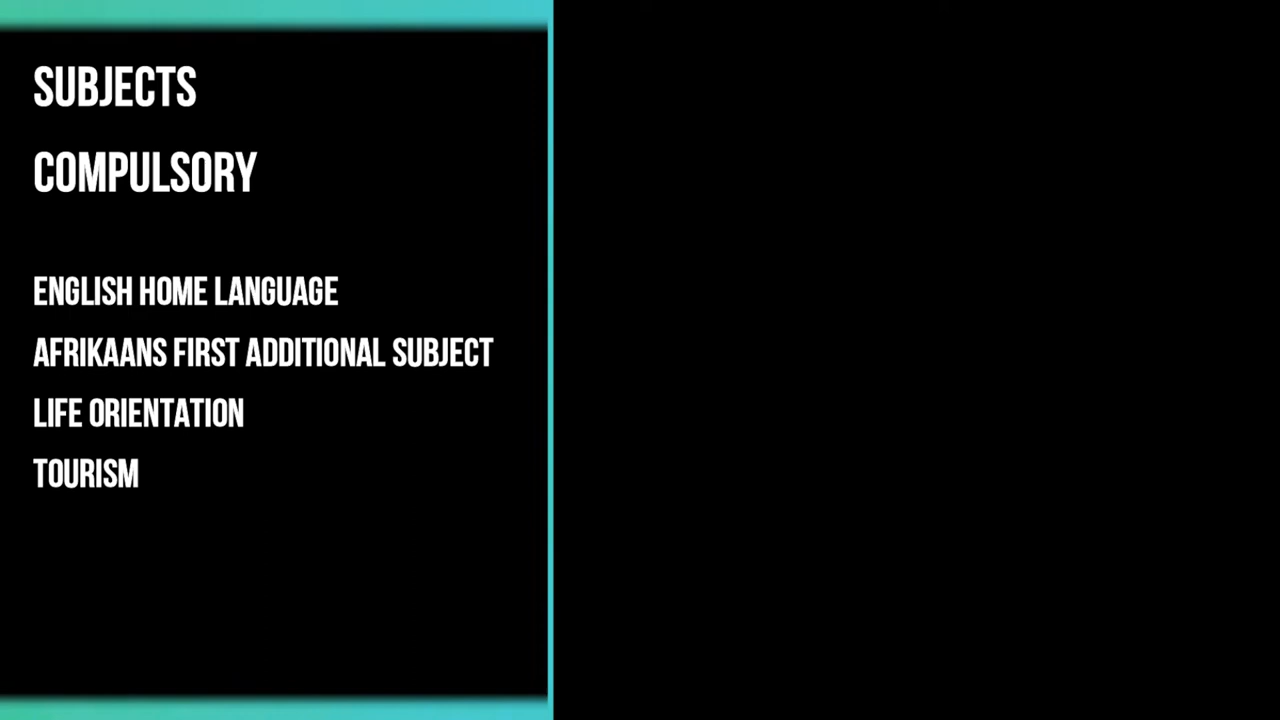 SUBJECTS
COMPULSORY
ENGLISH HOME LANGUAGE
AFRIKAANS FIRST ADDITIONAL SUBJECT
LIFE ORIENTATION
TOURISM